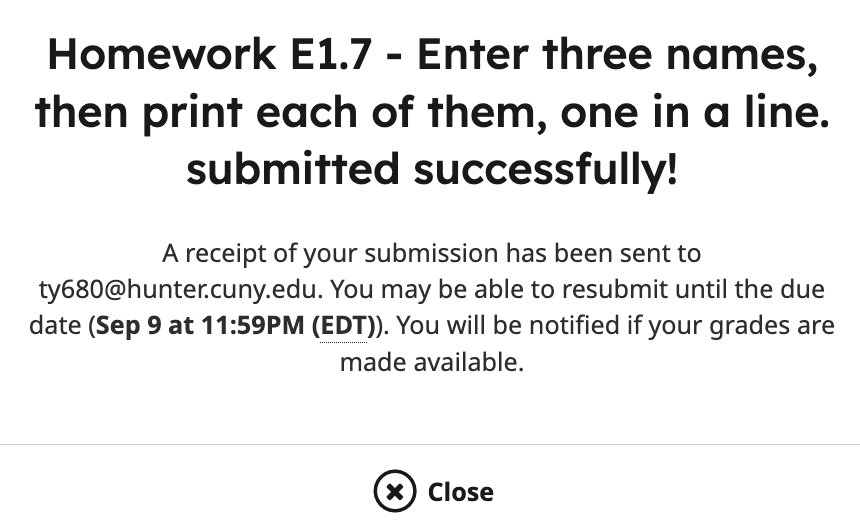 Homework E1.7 - Enter three names,
then print each of them, one in a line.
submitted successfully!
A receipt of your submission has been sent to
ty680@hunter.cuny.edu. You may be able to resubmit until the due
date (Sep 9 at 11:59PM (EDT)). You will be notified if your grades are
made available.
Close